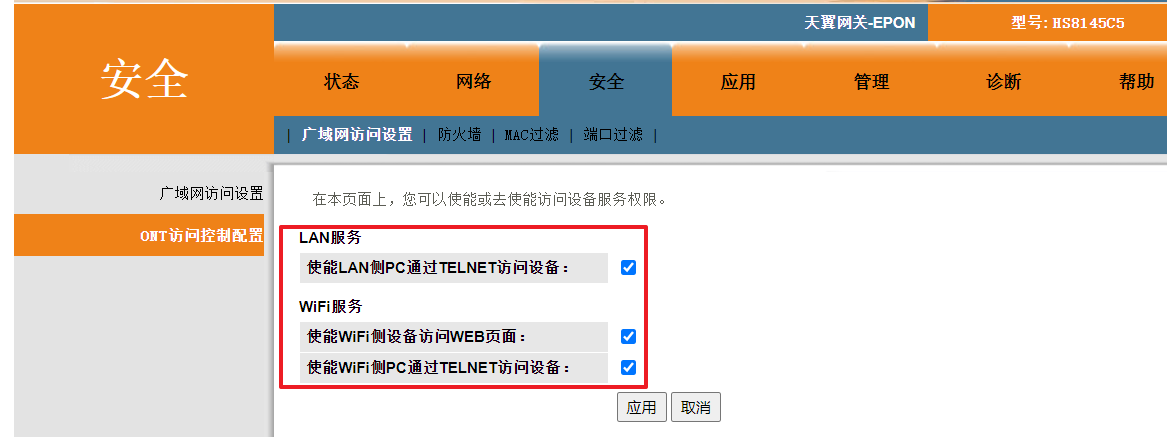 天翼网关-EPON 型号: HS8145C5
安全
状态 网络 安全 应用 管理 诊断 帮助
| 广域网访问设置 | 防火墙 | MAC过滤 | 端口过滤 |
广域网访问设置
ONT访问控制配置
在本页面上，您可以使能或去使能访问设备服务权限。
LAN服务
使能LAN侧PC通过TELNET访问设备：
WiFi服务
使能WiFi侧设备访问WEB页面：
使能WiFi侧PC通过TELNET访问设备：
应用 取消